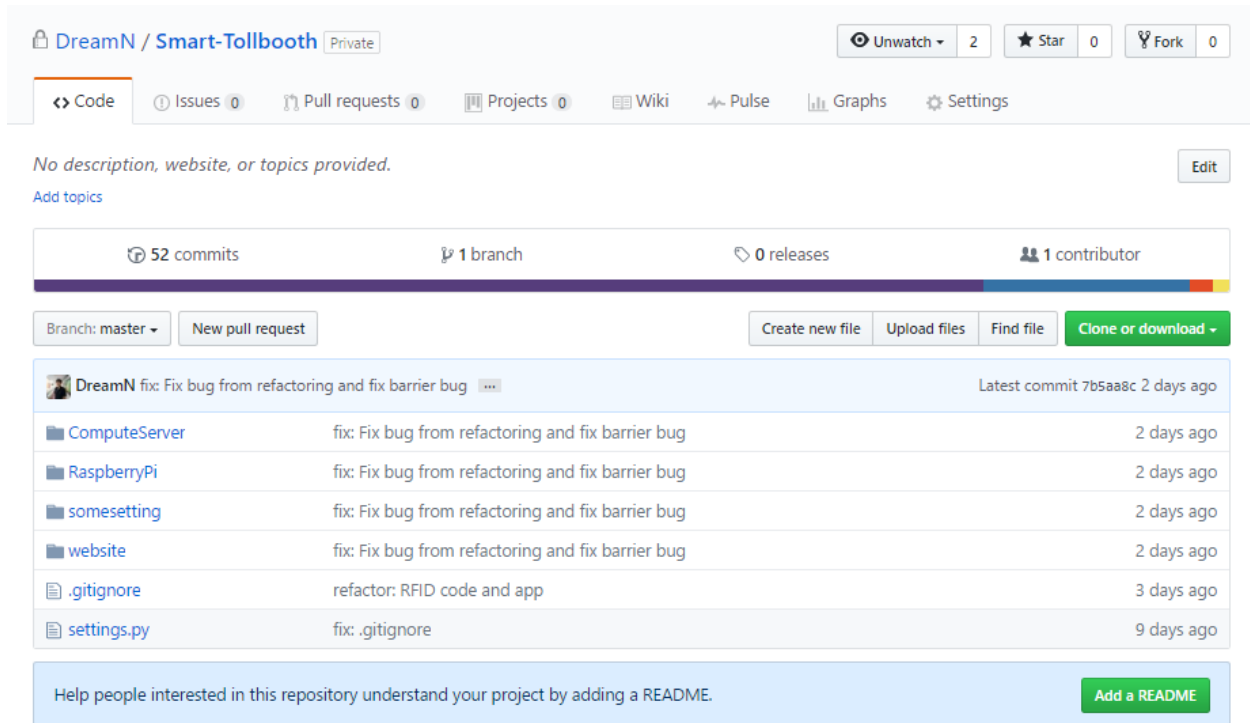 DreamN / Smart-Tollbooth Private Unwatch 2 Star 0 Fork 0
Code Issues 0 Pull requests 0 Projects 0 Wiki Pulse Graphs Settings
No description, website, or topics provided. Edit
Add topics
52 commits 1 branch 0 releases 1 contributor
Branch: master New pull request Create new file Upload files Find file Clone or download
DreamN fix: Fix bug from refactoring and fix barrier bug ... Latest commit 7b5aa8c 2 days ago
ComputeServer fix: Fix bug from refactoring and fix barrier bug 2 days ago
RaspberryPi fix: Fix bug from refactoring and fix barrier bug 2 days ago
somesetting fix: Fix bug from refactoring and fix barrier bug 2 days ago
website fix: Fix bug from refactoring and fix barrier bug 2 days ago
.gitignore refactor: RFID code and app 3 days ago
settings.py fix: .gitignore 9 days ago
Help people interested in this repository understand your project by adding a README. Add a README